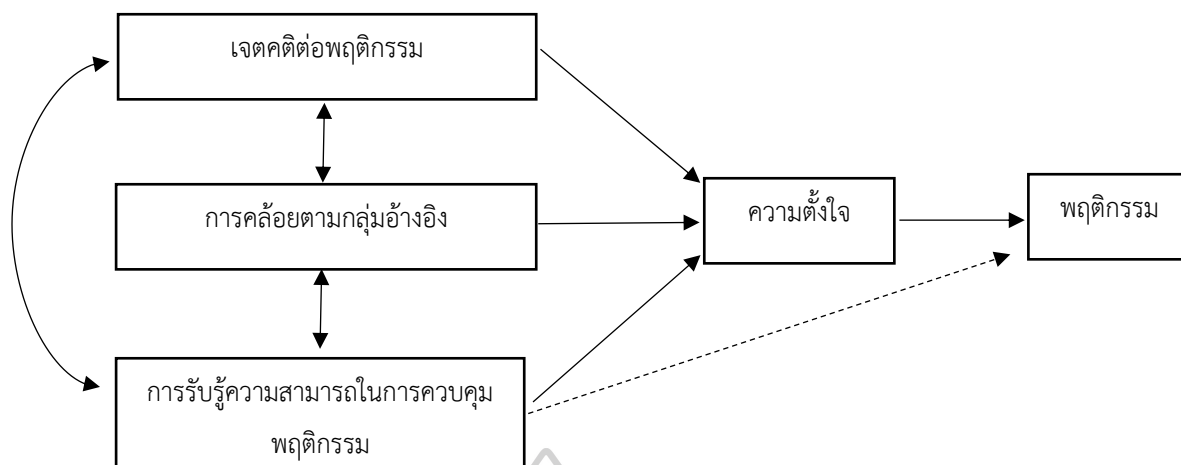 เจตคติต่อพฤติกรรม
การคล้อยตามกลุ่มอ้างอิง
ความตั้งใจ
พฤติกรรม
การรับรู้ความสามารถในการควบคุม
พฤติกรรม